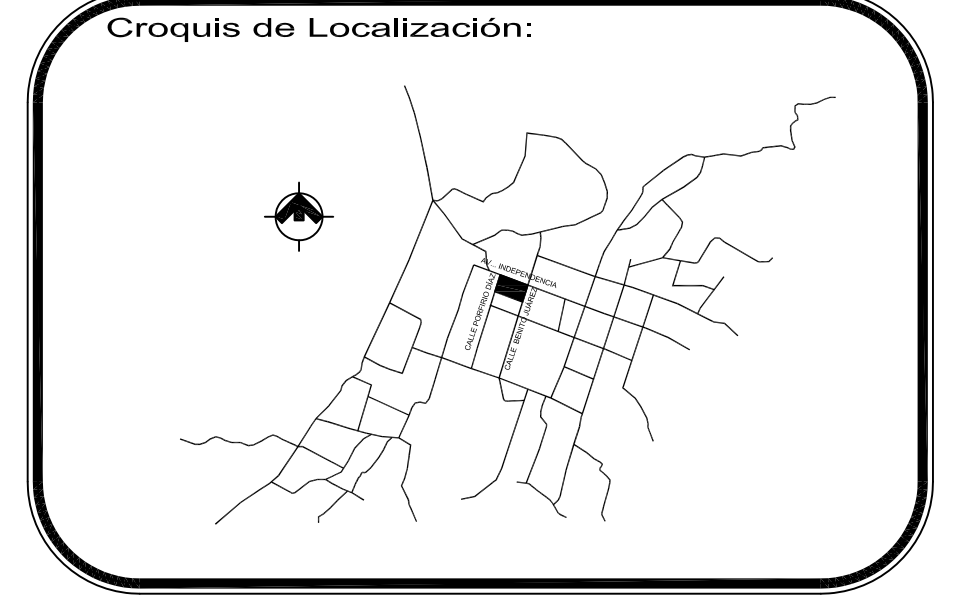 Croquis de Localización:
AV... INDEPENDENCIA
CALLE PORFIRIO DÍAZ
CALLE BENITO JUÁREZ